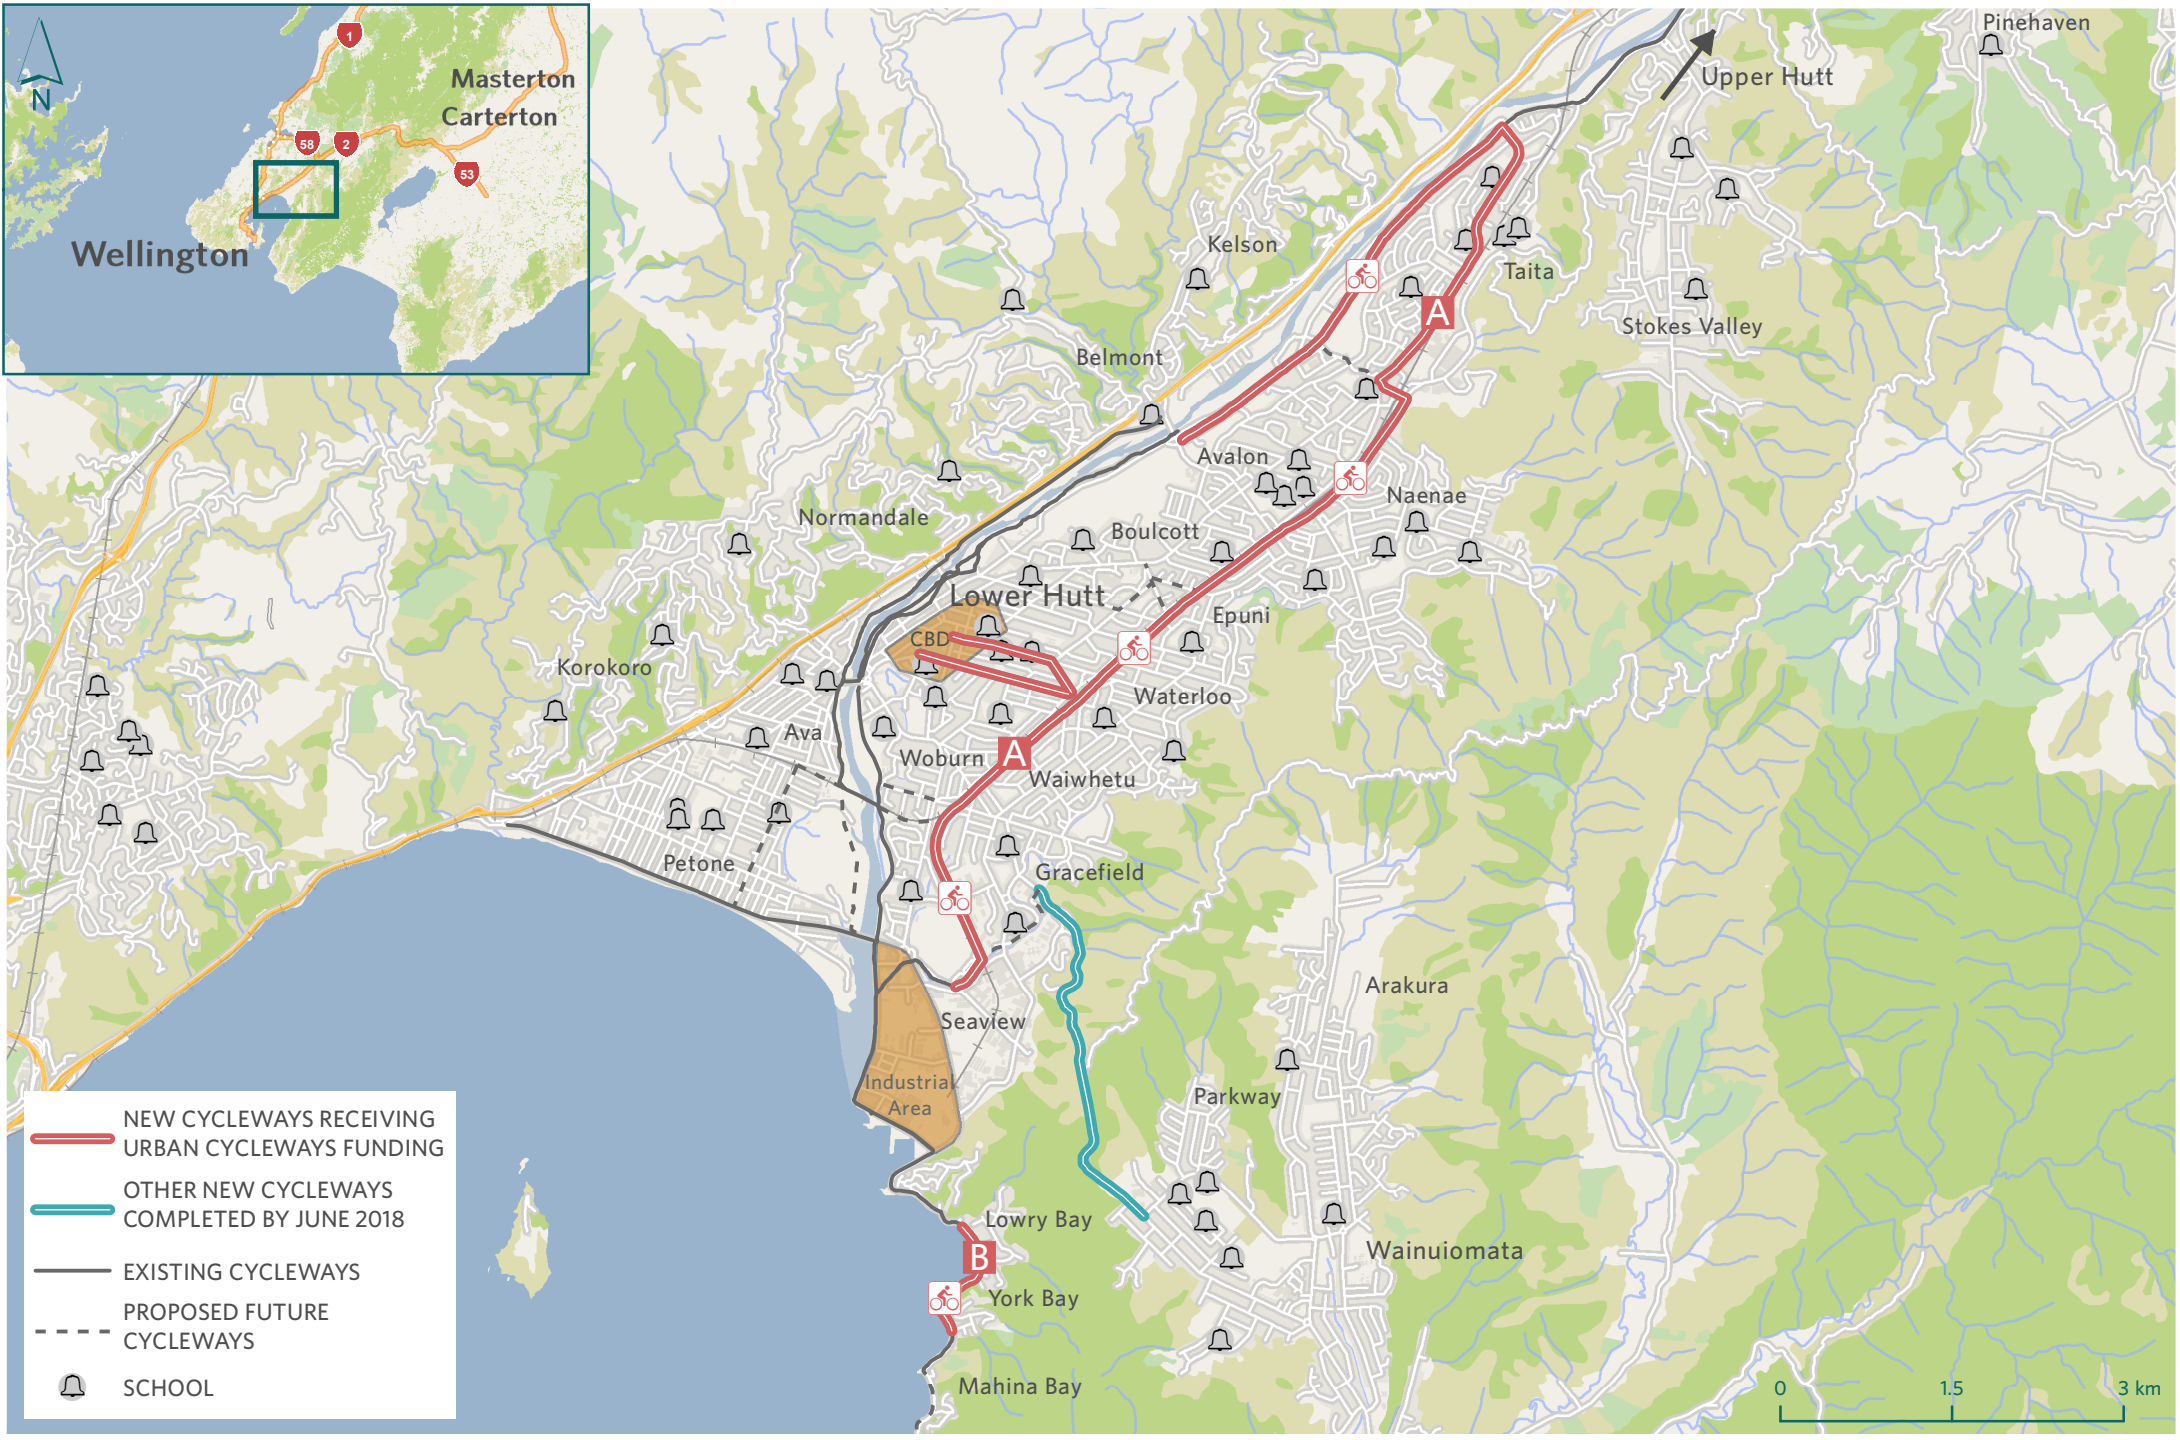 1
Masterton
Carterton
N
58
2
53
Wellington
Pinehaven
Upper Hutt
Kelson
Taita
A
Stokes Valley
Belmont
Avalon
Naenae
Normandale
Boulcott
Lower Hutt
Epuni
CBD
Korokoro
Waterloo
Ava
Woburn
A
Waiwhetu
Petone
Gracefield
Arakura
Seaview
Industrial
Area
Parkway
Lowry Bay
B
Wainuiomata
York Bay
Mahina Bay
NEW CYCLEWAYS RECEIVING
URBAN CYCLEWAYS FUNDING
OTHER NEW CYCLEWAYS
COMPLETED BY JUNE 2018
EXISTING CYCLEWAYS
PROPOSED FUTURE
CYCLEWAYS
SCHOOL
0 1.5 3 km